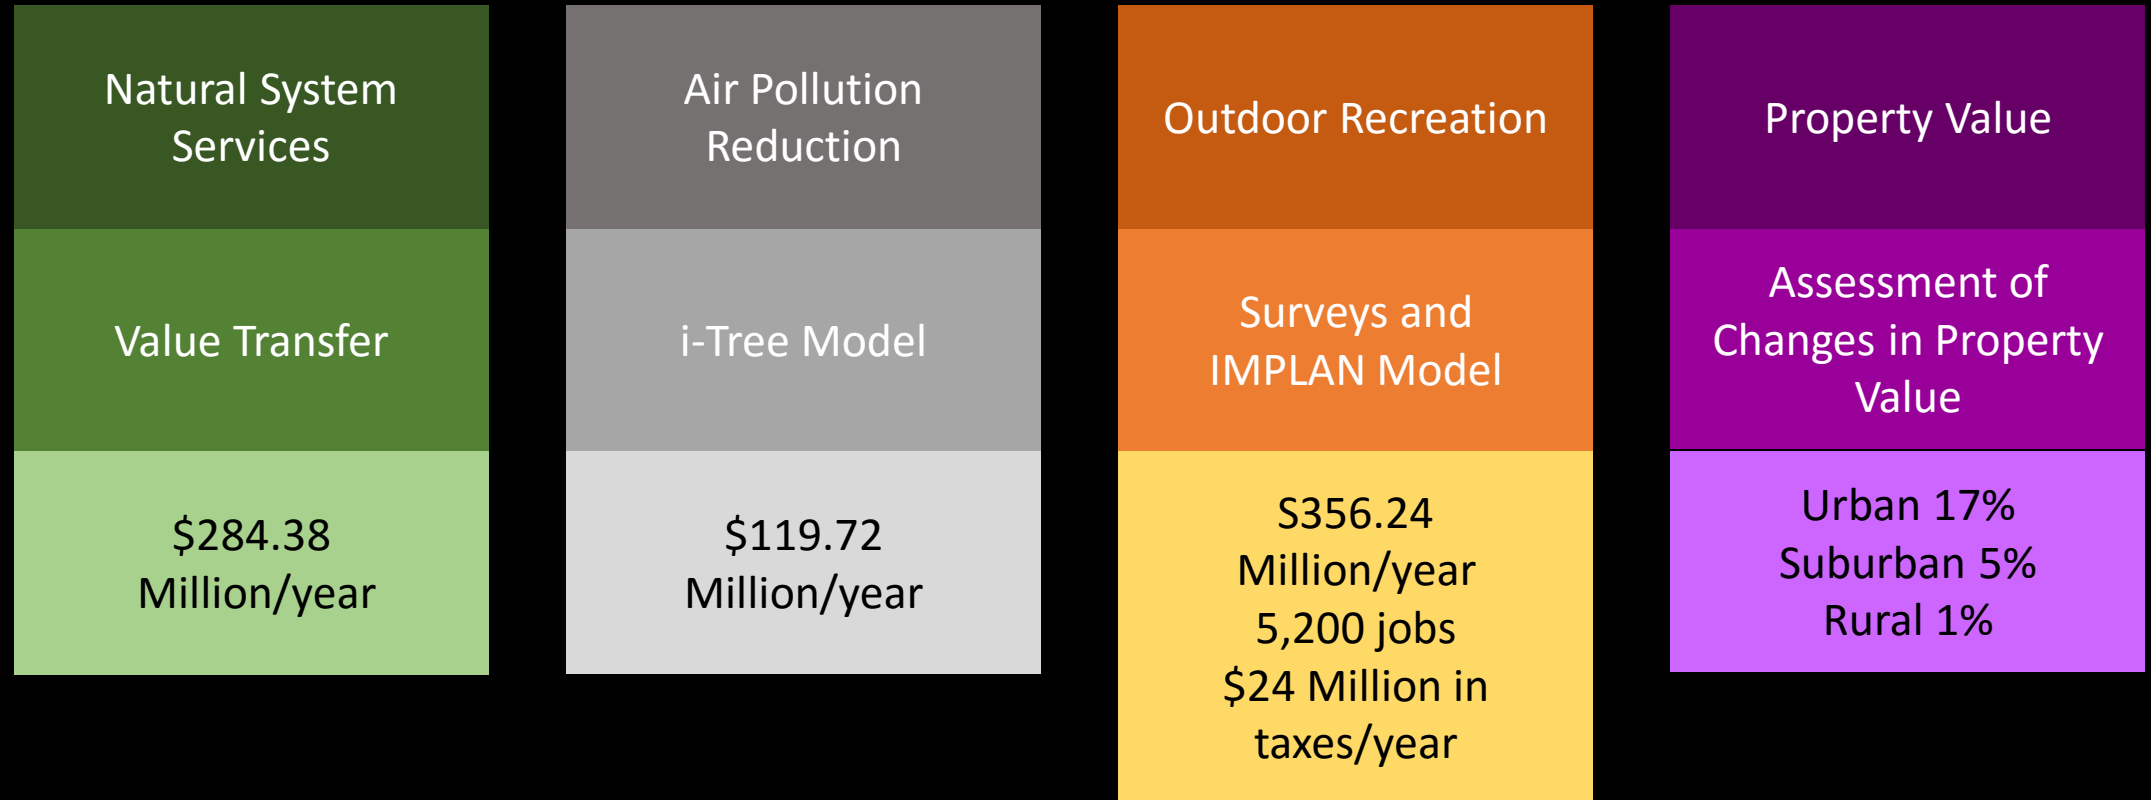 Natural System
Services
Value Transfer
$284.38
Million/year
Air Pollution
Reduction
i-Tree Model
$119.72
Million/year
Outdoor Recreation
Surveys and
IMPLAN Model
S356.24
Million/year
5,200 jobs
$24 Million in
taxes/year
Property Value
Assessment of
Changes in Property
Value
Urban 17%
Suburban 5%
Rural 1%